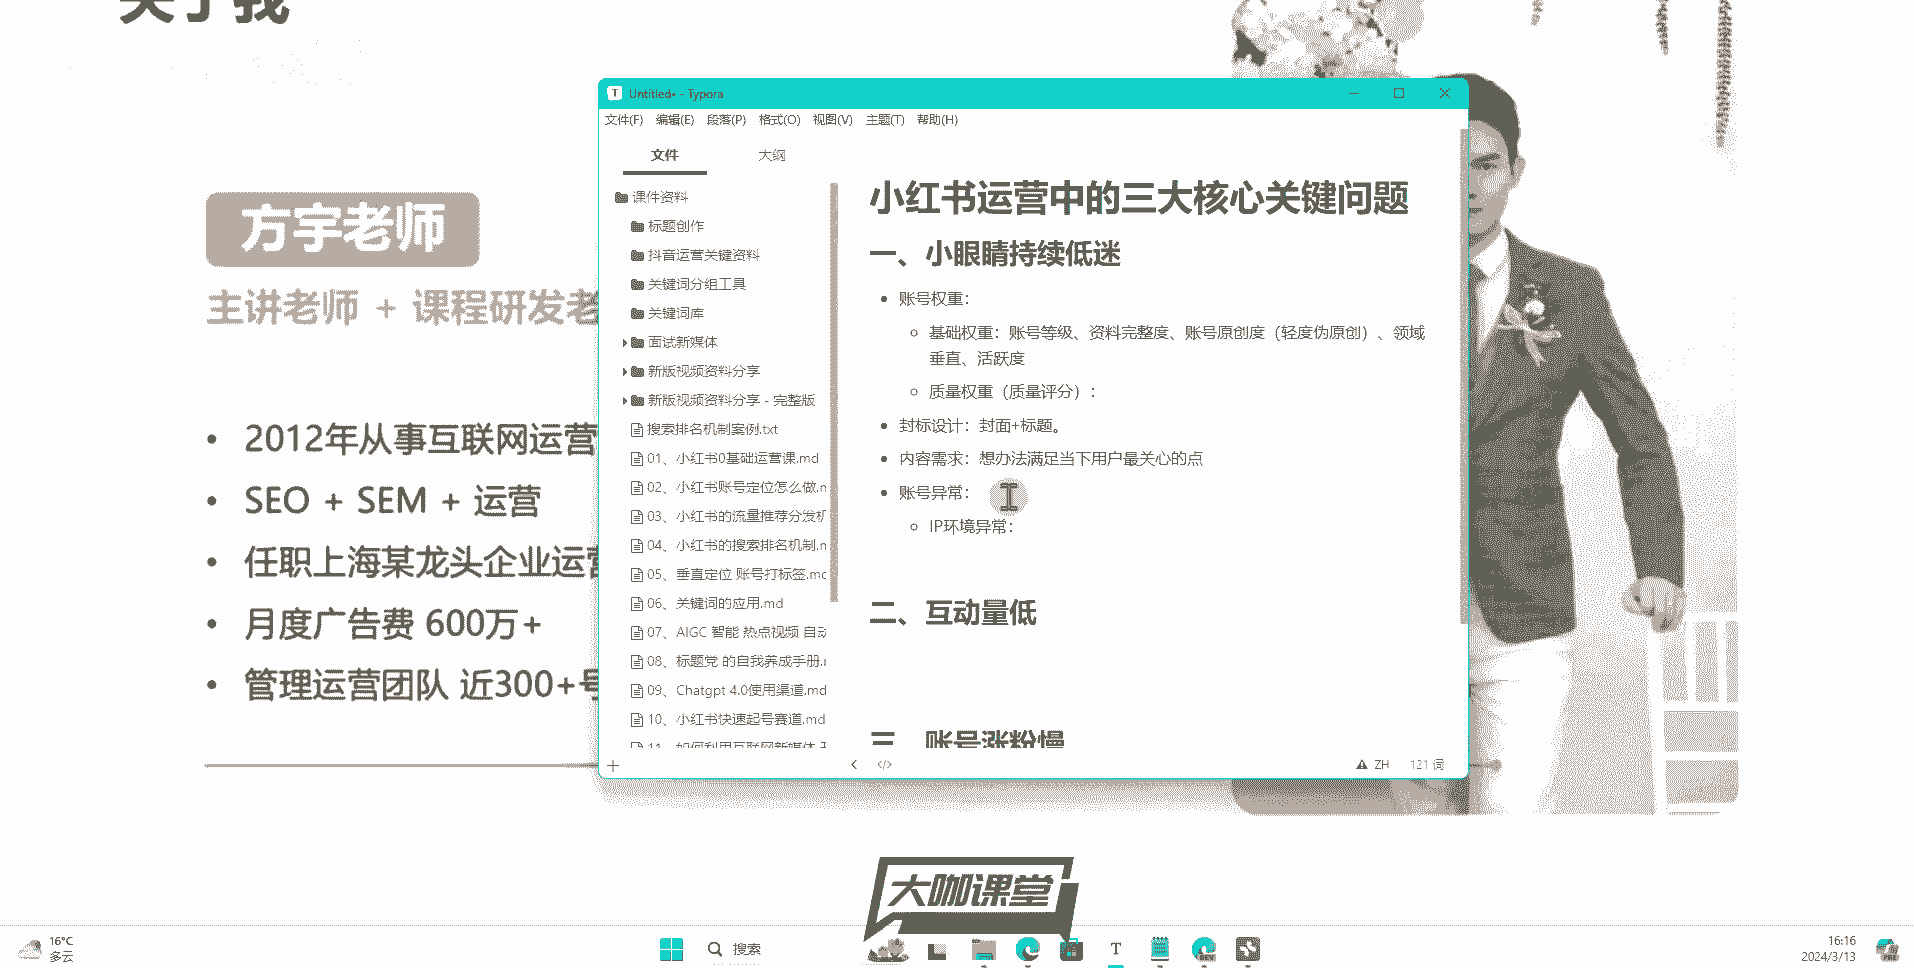 关于我
方宇老师
主讲老师 + 课程研发老
• 2012年从事互联网运营
• SEO + SEM + 运营
• 任职上海某龙头企业运营
• 月度广告费 600万+
• 管理运营团队 近300+号
T Untitled• - Typora
文件(F) 编辑(E) 段落(P) 格式(O) 视图(V) 主题(T) 帮助(H)
文件 大纲
课件资料
标题创作
抖音运营关键资料
关键词分组工具
关键词库
面试新媒体
新版视频资料分享
新版视频资料分享 - 完整版
搜索排名机制案例.txt
01、小红书0基础运营课.md
02、小红书账号定位怎么做.m
03、小红书的流量推荐分发机
04、小红书的搜索排名机制.m
05、垂直定位 账号打标签.mc
06、关键词的应用.md
07、AIGC 智能 热点视频 自动
08、标题党 的自我养成手册.r
09、Chatgpt 4.0使用渠道.md
10、小红书快速起号赛道.md
11、如何利用互联网新媒体
小红书运营中的三大核心关键问题
一、小眼睛持续低迷
• 账号权重：
◦ 基础权重：账号等级、资料完整度、账号原创度（轻度伪原创）、领域
垂直、活跃度
◦ 质量权重（质量评分）：
• 封标设计：封面+标题。
• 内容需求：想办法满足当下用户最关心的点
• 账号异常：
◦ IP环境异常：
二、互动量低
三、账号涨粉慢
ZH 121 词
大咖课堂
16°C
多云
搜索
T
DEV
16:16
2024/3/13
PRE